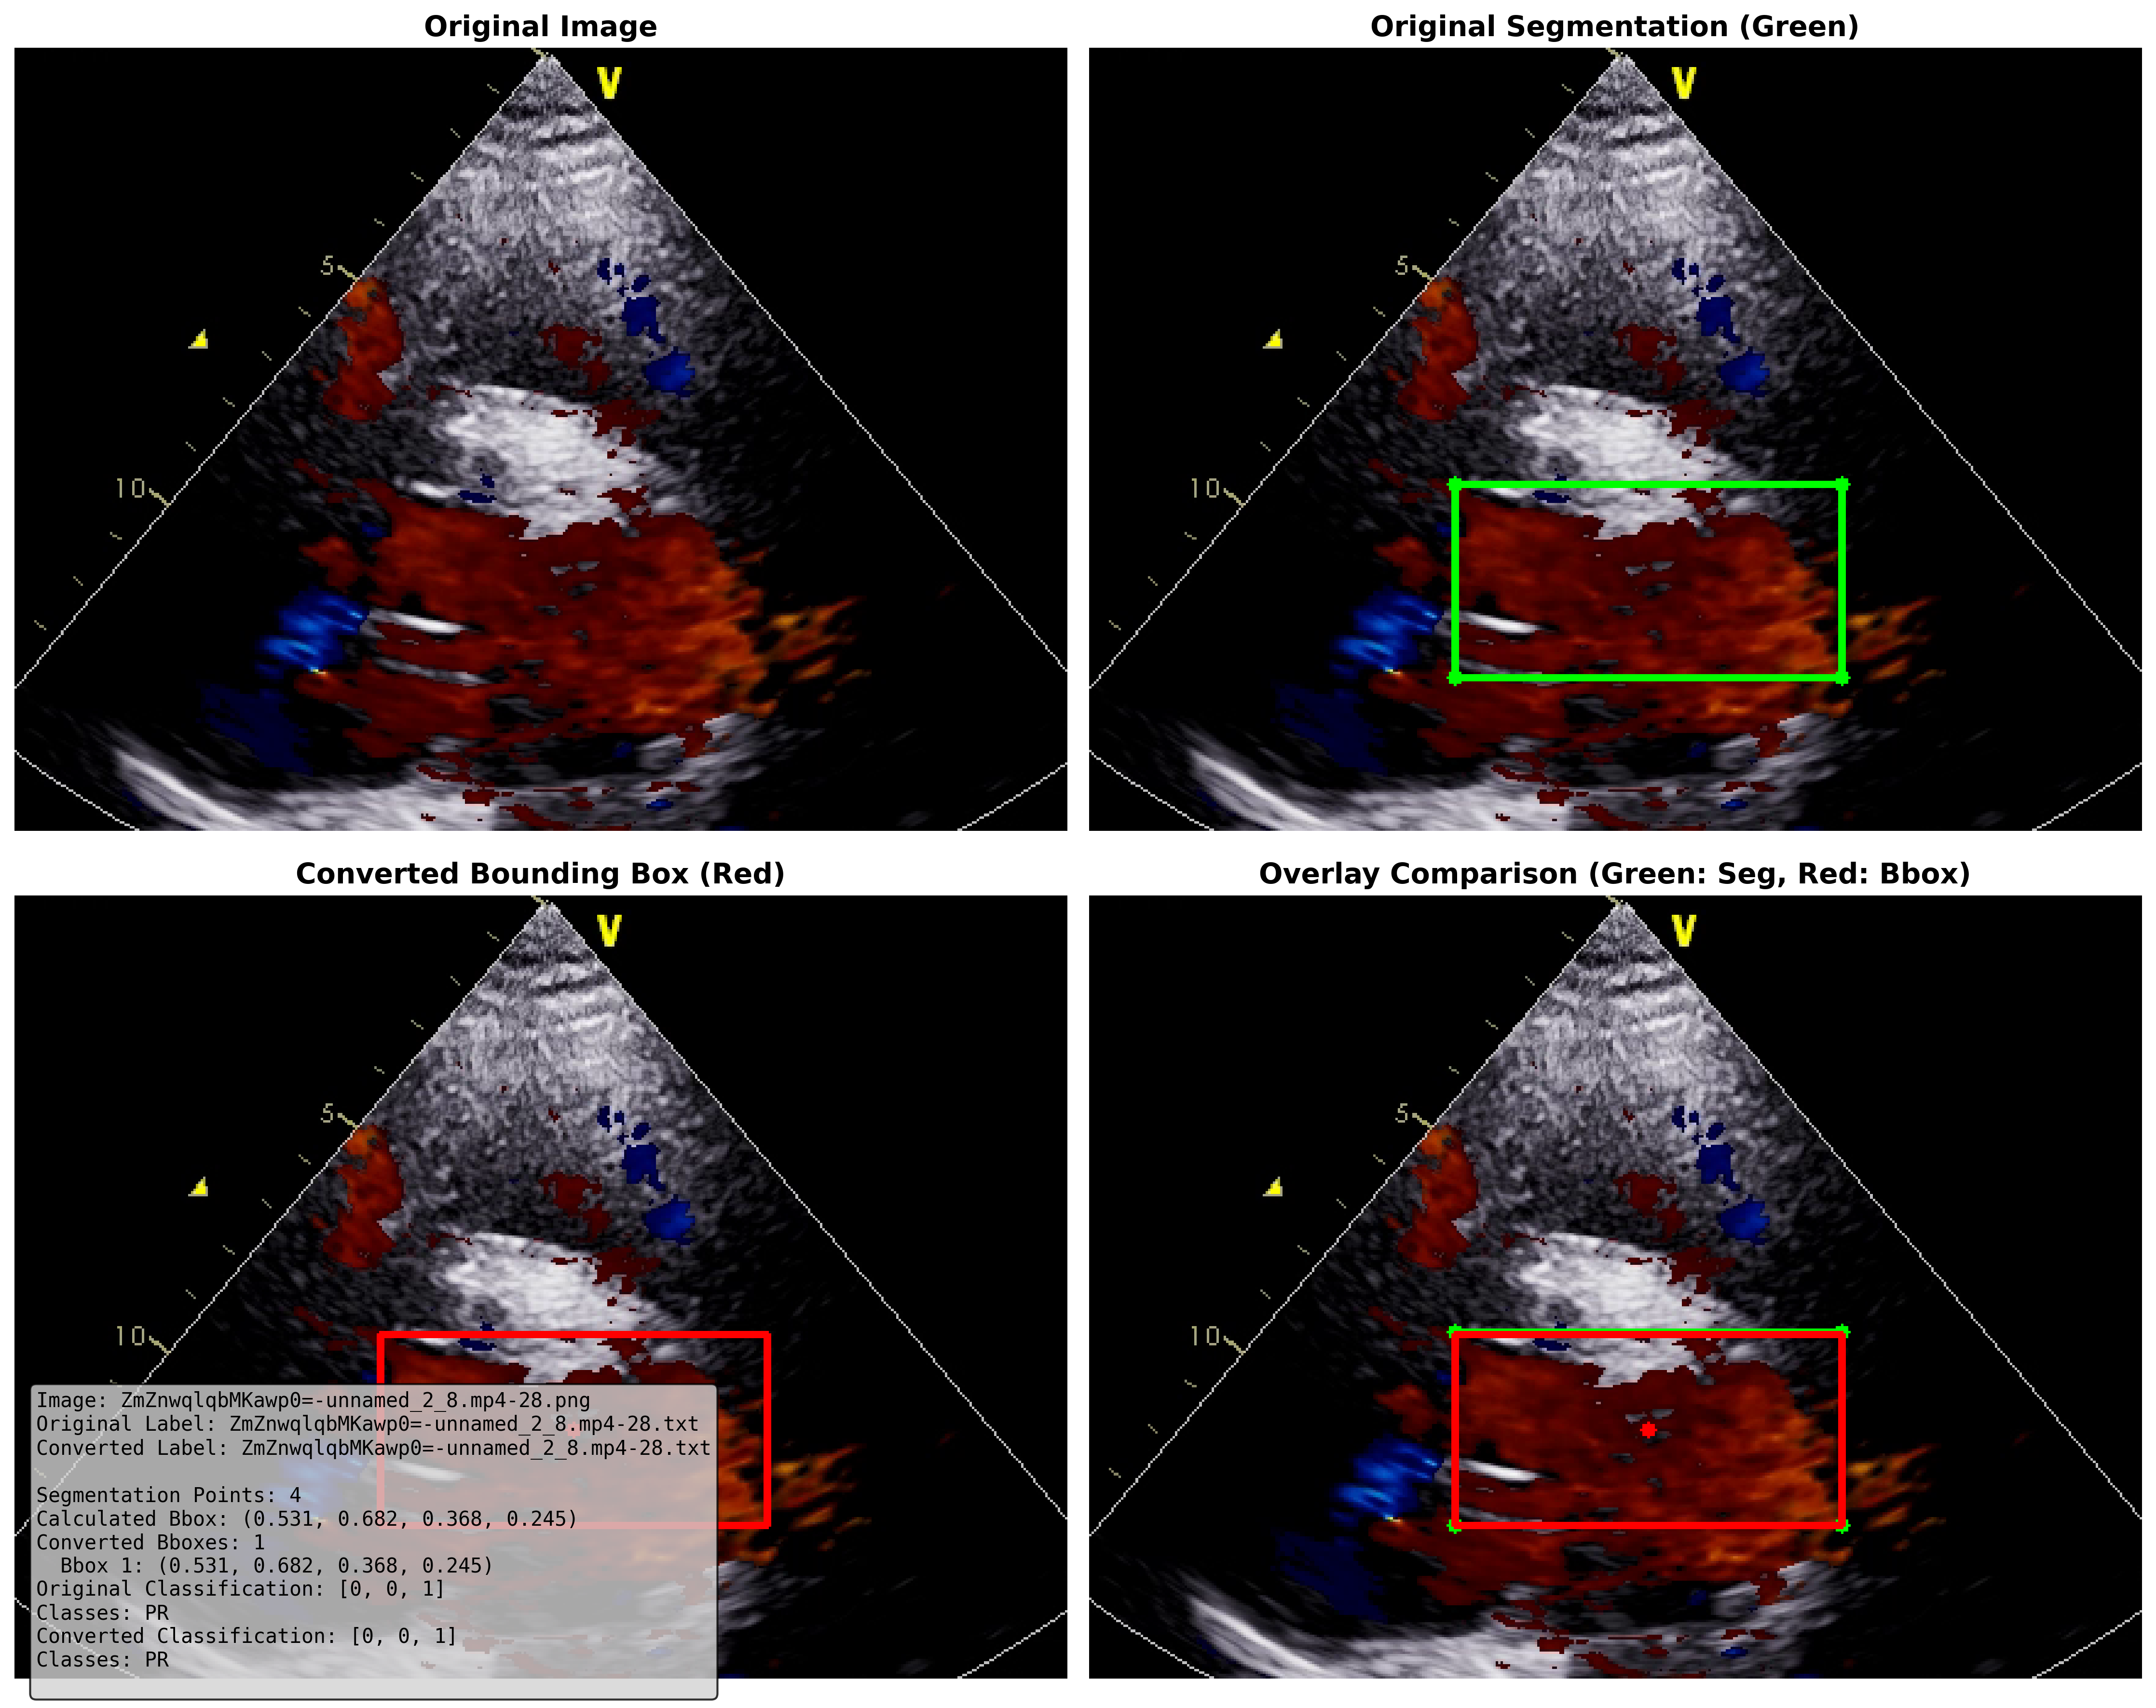 Original Image
Original Segmentation (Green)
V
5
10
V
5
10
Converted Bounding Box (Red)
Overlay Comparison (Green: Seg, Red: Bbox)
V
5
10
Image: ZmZnwqlqbMKawp0=-unnamed_2_8.mp4-28.png
Original Label: ZmZnwqlqbMKawp0=-unnamed_2_8.mp4-28.txt
Converted Label: ZmZnwqlqbMKawp0=-unnamed_2_8.mp4-28.txt
Segmentation Points: 4
Calculated Bbox: (0.531, 0.682, 0.368, 0.245)
Converted Bboxes: 1
Bbox 1: (0.531, 0.682, 0.368, 0.245)
Original Classification: [0, 0, 1]
Classes: PR
Converted Classification: [0, 0, 1]
Classes: PR
V
5
10